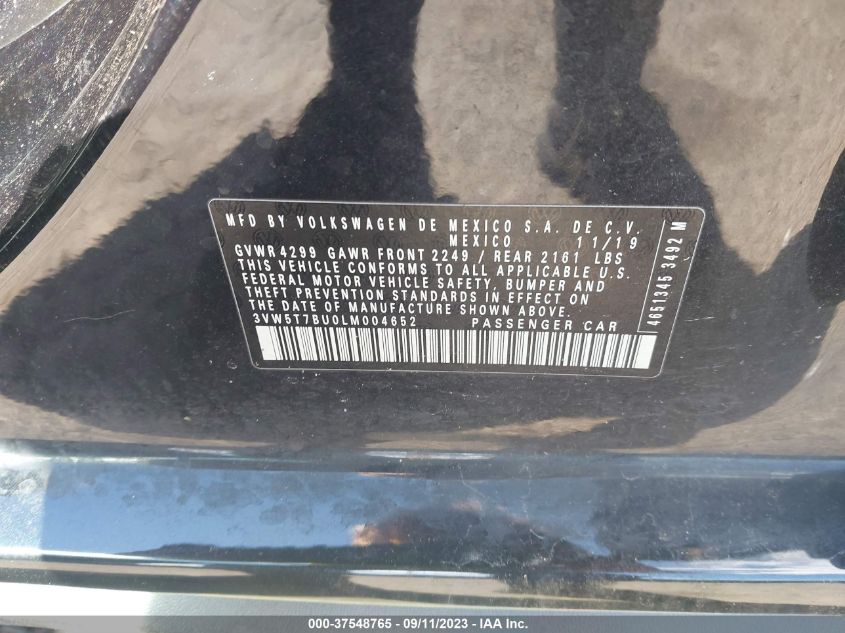 MFD BY VOLKSWAGEN DE MEXICO S.A. DE C.V.
MEXICO 11/19
GVWR 4299 GAWR FRONT 2249 / REAR 2161 LBS
THIS VEHICLE CONFORMS TO ALL APPLICABLE U.S.
FEDERAL MOTOR VEHICLE SAFETY, BUMPER AND
THEFT PREVENTION STANDARDS IN EFFECT ON
THE DATE OF MANUFACTURE SHOWN ABOVE.
3VW5T7BU0LM004652 PASSENGER CAR
4651345 3492 M
000-37548765 - 09/11/2023 - IAA Inc.